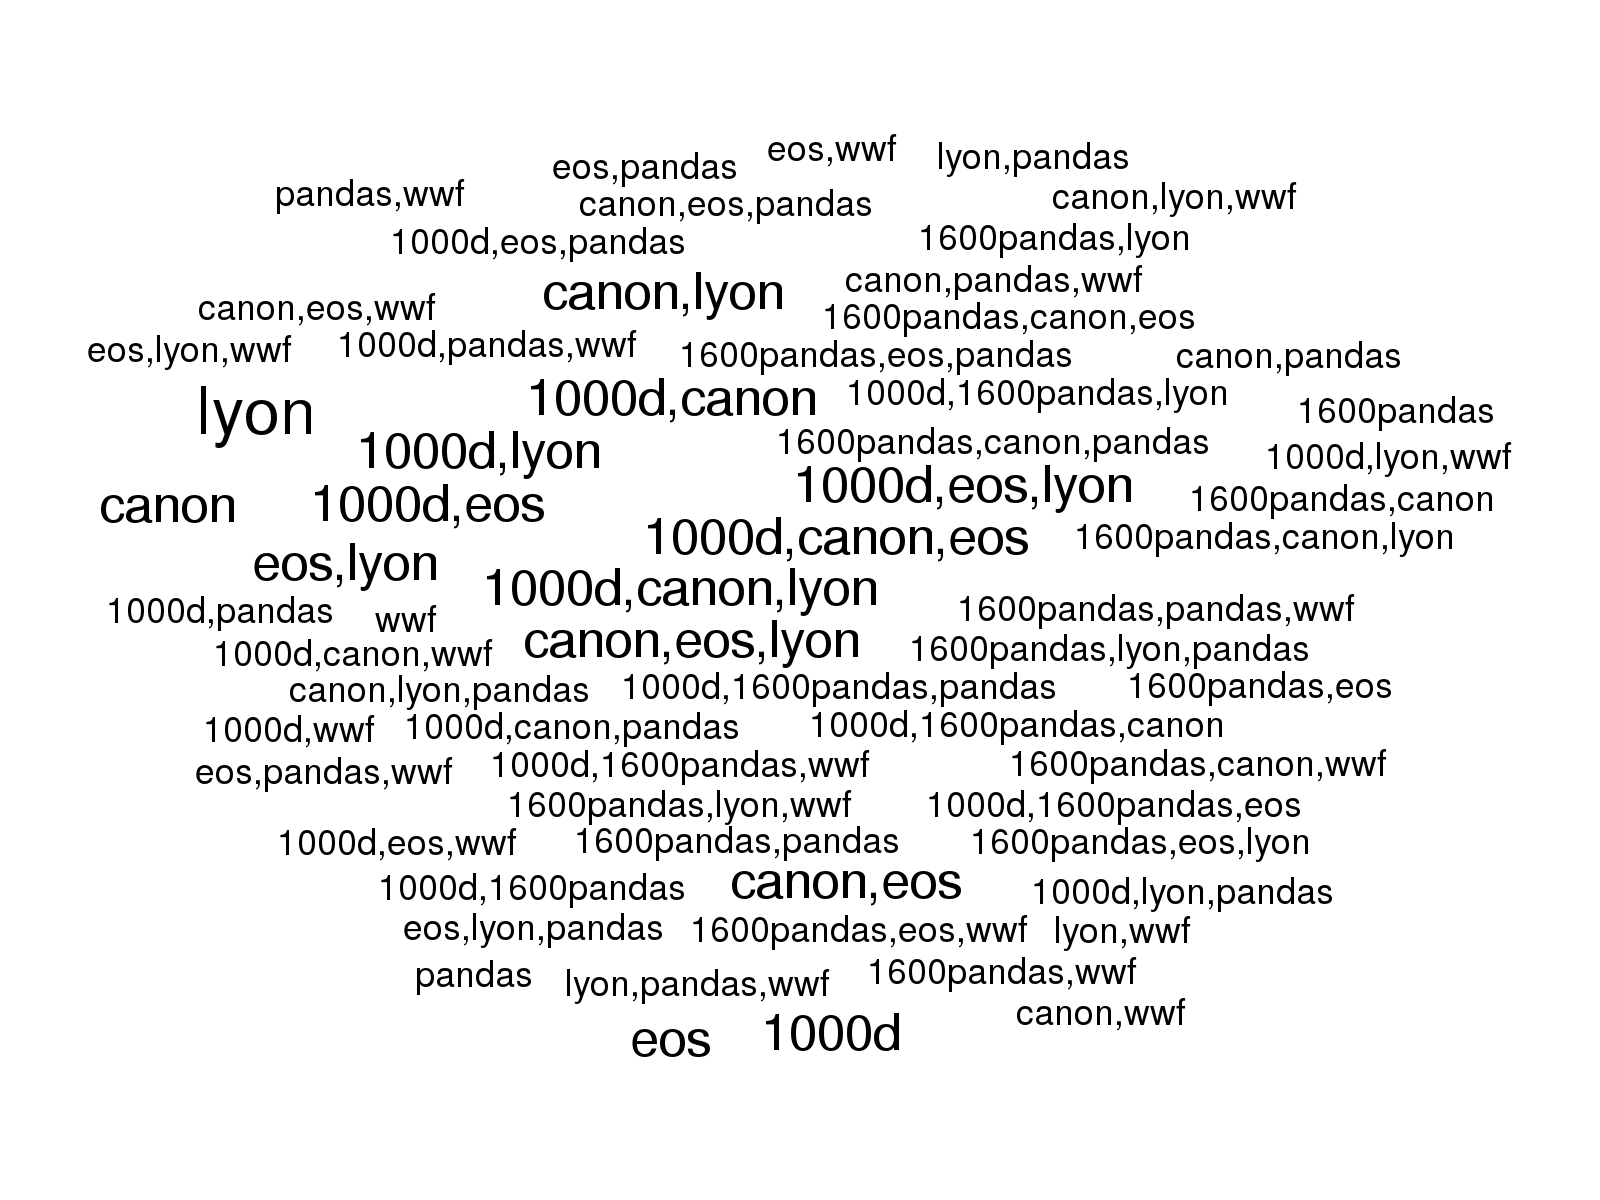 eos,wwf
eos,pandas
lyon,pandas
pandas,wwf
canon,eos,pandas
canon,lyon,wwf
1000d,eos,pandas
1600pandas,lyon
canon,lyon
canon,pandas,wwf
canon,eos,wwf
1600pandas,canon,eos
eos,lyon,wwf
1000d,pandas,wwf
1600pandas,eos,pandas
canon,pandas
lyon
1000d,canon
1000d,1600pandas,lyon
1600pandas
1000d,lyon
1600pandas,canon,pandas
1000d,lyon,wwf
canon
1000d,eos
1000d,eos,lyon
1600pandas,canon
1000d,canon,eos
1600pandas,canon,lyon
eos,lyon
1000d,canon,lyon
1000d,pandas
wwf
1600pandas,pandas,wwf
1000d,canon,wwf
canon,eos,lyon
1600pandas,lyon,pandas
canon,lyon,pandas
1000d,1600pandas,pandas
1600pandas,eos
1000d,wwf
1000d,canon,pandas
1000d,1600pandas,canon
eos,pandas,wwf
1000d,1600pandas,wwf
1600pandas,canon,wwf
1600pandas,lyon,wwf
1000d,1600pandas,eos
1000d,eos,wwf
1600pandas,pandas
1600pandas,eos,lyon
1000d,1600pandas
canon,eos
1000d,lyon,pandas
eos,lyon,pandas
1600pandas,eos,wwf
lyon,wwf
pandas
lyon,pandas,wwf
1600pandas,wwf
canon,wwf
eos
1000d